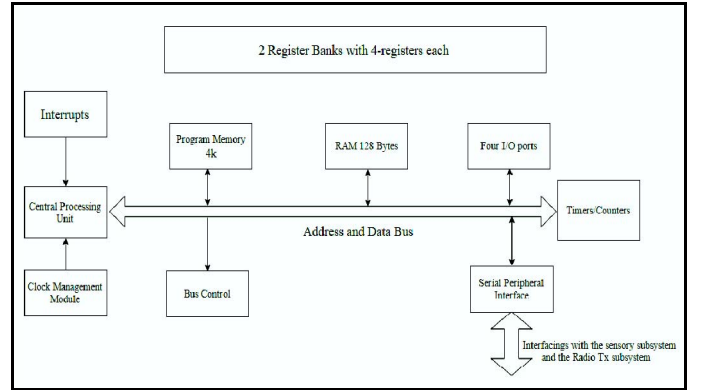 2 Register Banks with 4-registers each
Interrupts
Program Memory
4k
RAM 128 Bytes
Four I/O ports
Central Processing
Unit
Timers/Counters
Address and Data Bus
Clock Management
Module
Bus Control
Serial Peripheral
Interface
Interfacings with the sensory subsystem
and the Radio Tx subsystem